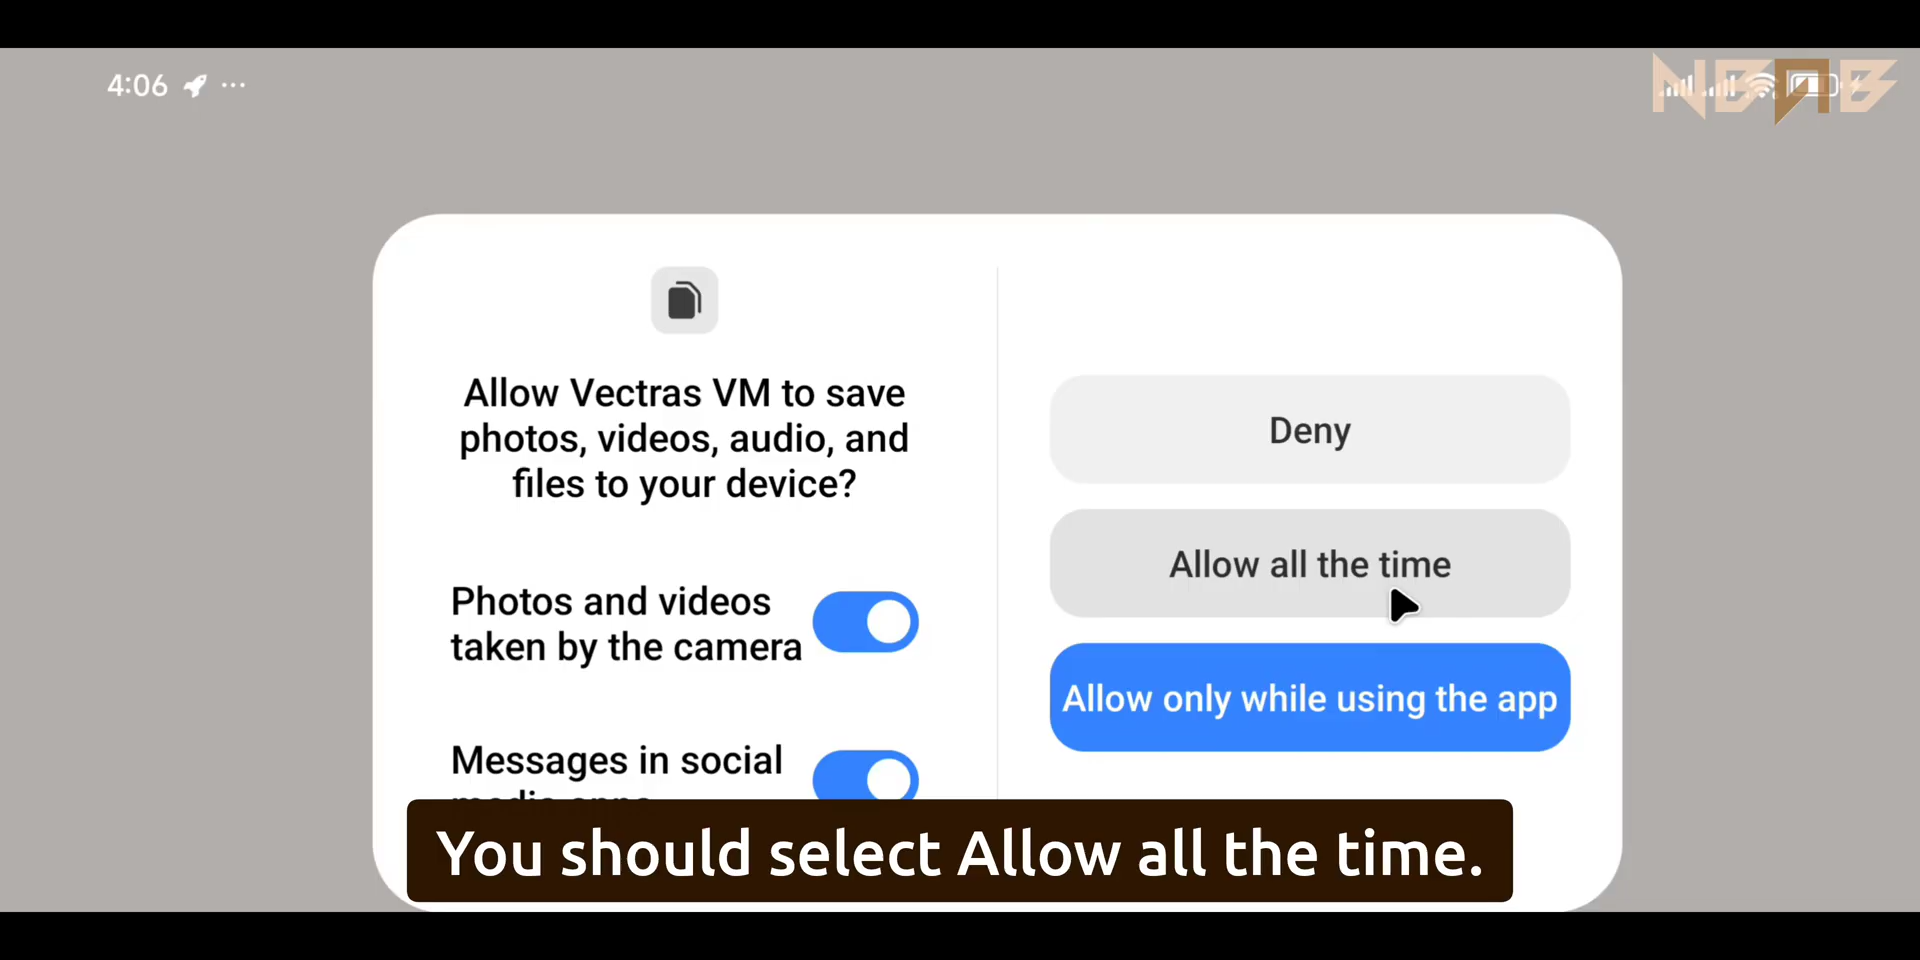 4:06
NBNB
Allow Vectras VM to save
photos, videos, audio, and
files to your device?
Photos and videos
taken by the camera
Messages in social
Deny
Allow all the time
Allow only while using the app
You should select Allow all the time.